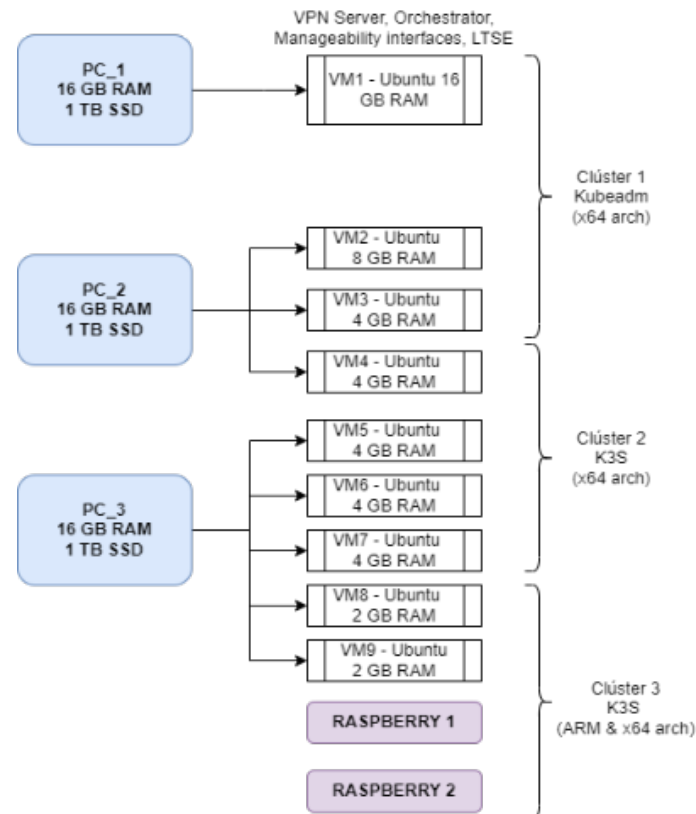 VPN Server, Orchestrator,
Manageability interfaces, LTSE
PC_1
16 GB RAM
1 TB SSD
VM1 - Ubuntu 16
GB RAM
Clúster 1
Kubeadm
(x64 arch)
PC_2
16 GB RAM
1 TB SSD
VM2 - Ubuntu
8 GB RAM
VM3 - Ubuntu
4 GB RAM
VM4 - Ubuntu
4 GB RAM
Clúster 2
K3S
(x64 arch)
PC_3
16 GB RAM
1 TB SSD
VM5 - Ubuntu
4 GB RAM
VM6 - Ubuntu
4 GB RAM
VM7 - Ubuntu
4 GB RAM
VM8 - Ubuntu
2 GB RAM
VM9 - Ubuntu
2 GB RAM
Clúster 3
K3S
(ARM & x64 arch)
RASPBERRY 1
RASPBERRY 2